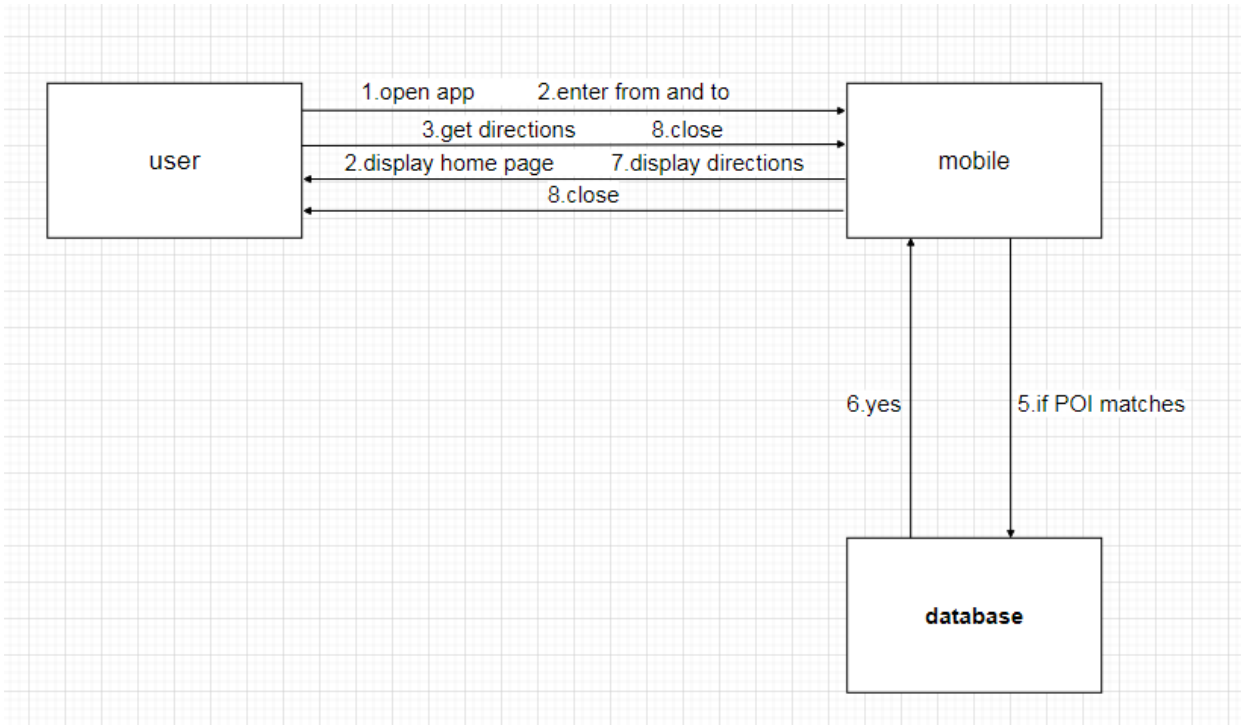 1.open app 2.enter from and to
3.get directions 8.close
user 2.display home page 7.display directions mobile
8.close
6.yes 5.if POI matches
database